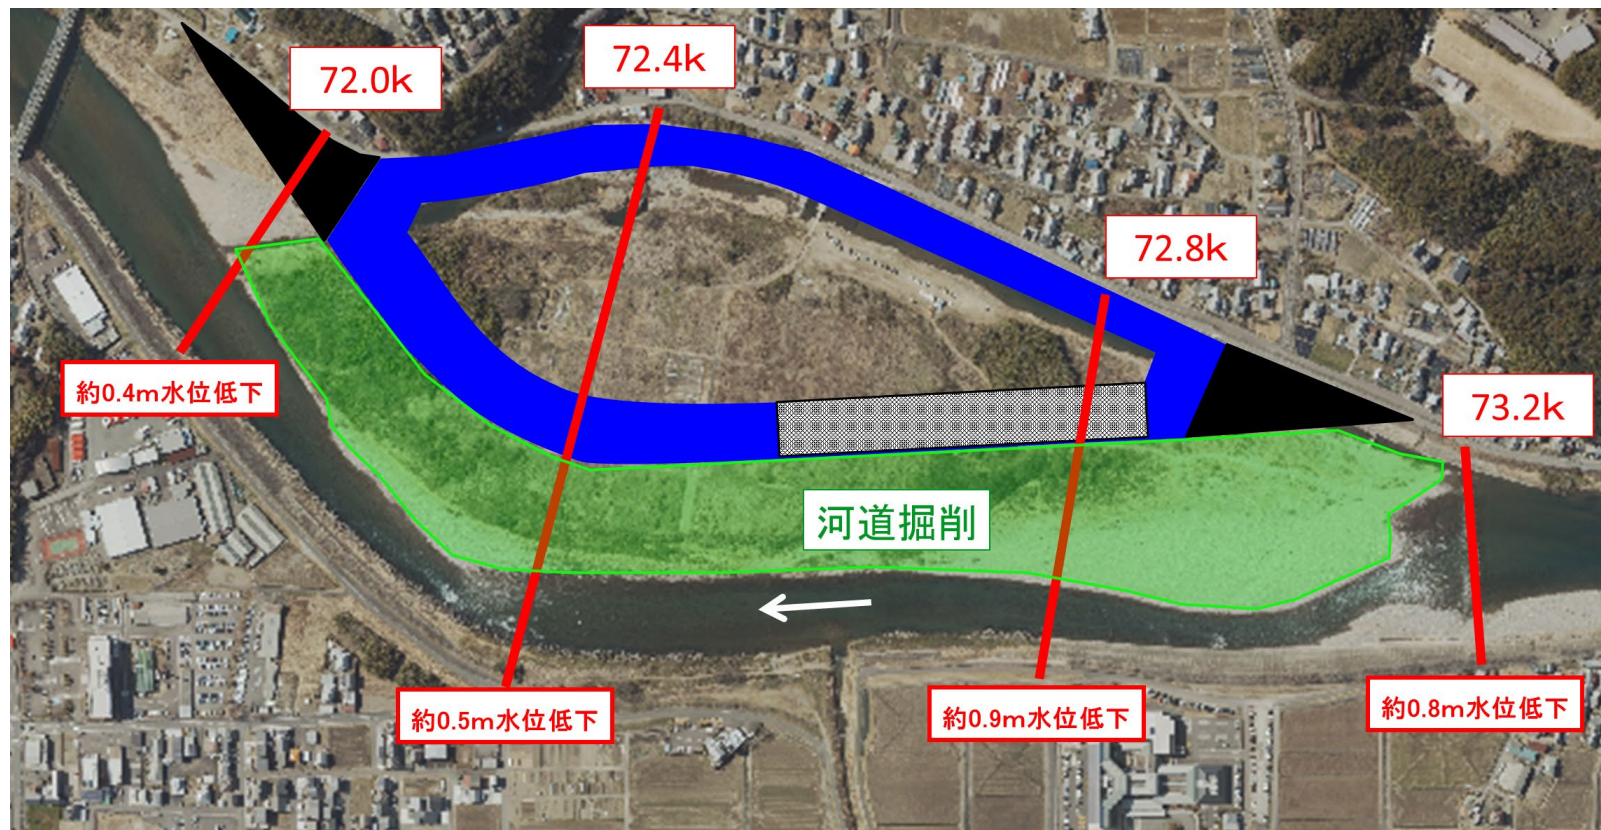 72.0k
72.4k
72.8k
73.2k
約0.4m水位低下
河道掘削
約0.5m水位低下
約0.9m水位低下
約0.8m水位低下